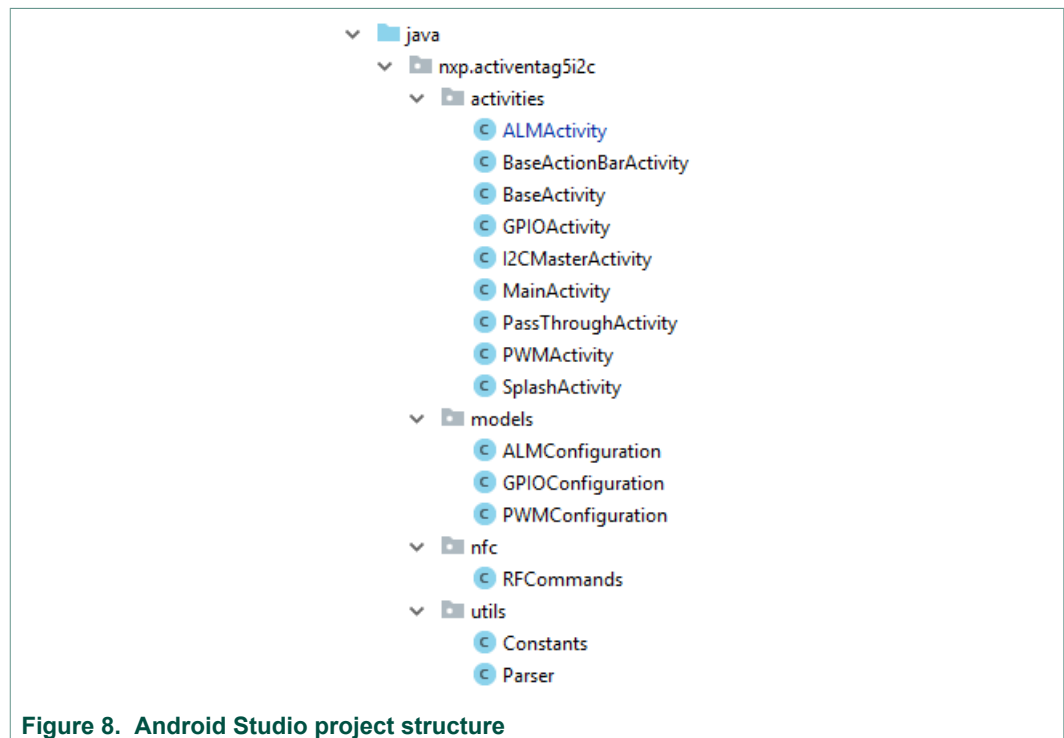 java
nxp.activentag5i2c
activities
C ALMActivity
C BaseActionBarActivity
C BaseActivity
C GPIOActivity
C I2CMasterActivity
C MainActivity
C PassThroughActivity
C PWMActivity
C SplashActivity
models
C ALMConfiguration
C GPIOConfiguration
C PWMConfiguration
nfc
C RFCommands
utils
C Constants
C Parser
Figure 8. Android Studio project structure